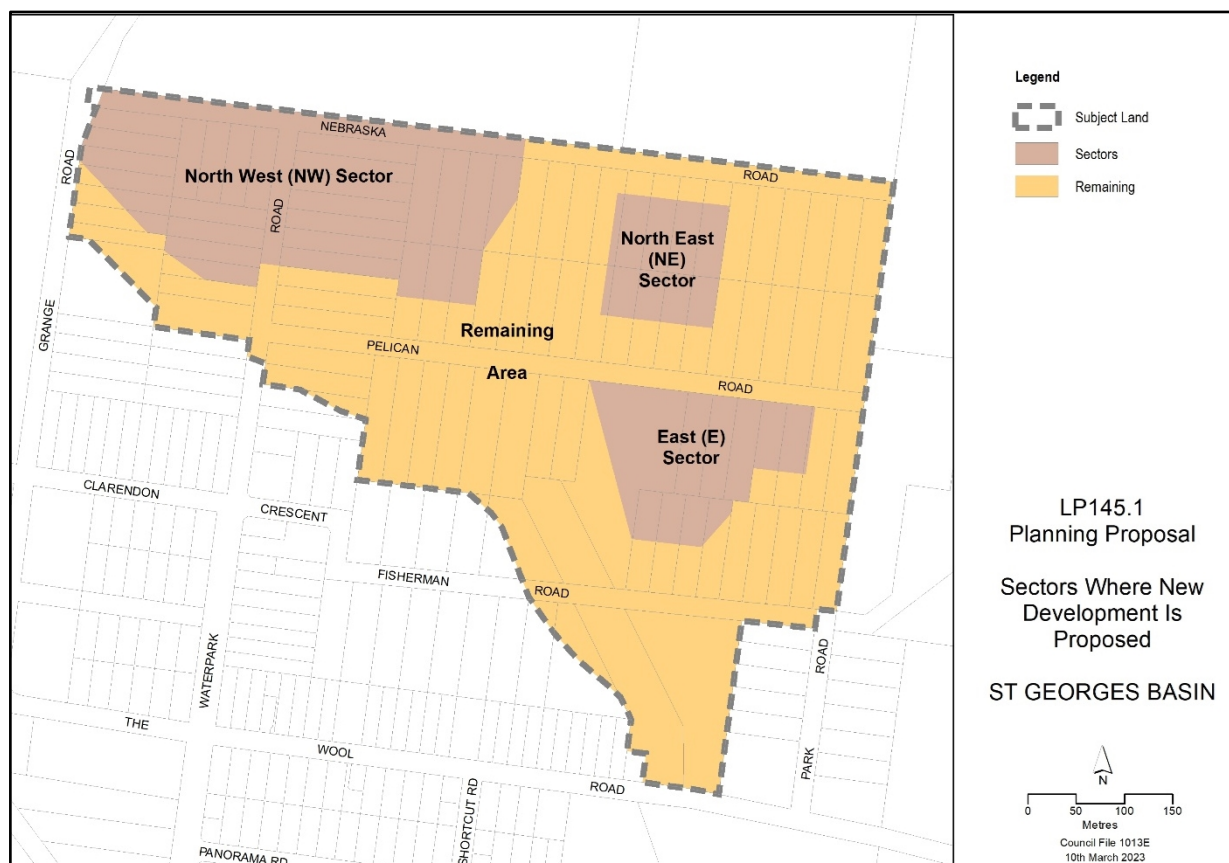 NEBRASKA
ROAD
ROAD
North West (NW) Sector
ROAD
North East
(NE)
Sector
GRANGE
Remaining
Area
PELICAN
ROAD
East (E)
Sector
CLARENDON
CRESCENT
FISHERMAN
ROAD
WATERPARK
ROAD
PARK
THE
WOOL
ROAD
SHORTCUT RD
PANORAMA RD
Legend
Subject Land
Sectors
Remaining
LP145.1
Planning Proposal
Sectors Where New
Development Is
Proposed
ST GEORGES BASIN
N
0 50 100 150
Metres
Council File 1013E
10th March 2023